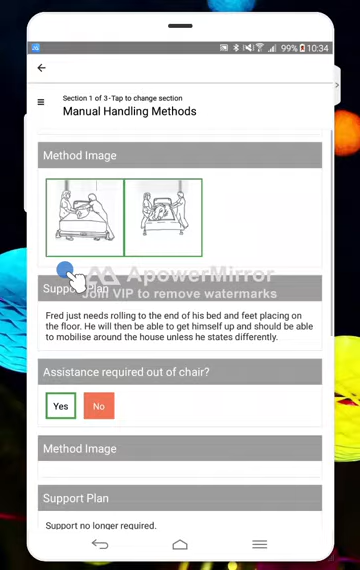 99% 10:34
Section 1 of 3-Tap to change section
Manual Handling Methods
Method Image
ApowerMirror
Join VIP to remove watermarks
Support Plan
Fred just needs rolling to the end of his bed and feet placing on
the floor. He will then be able to get himself up and should be able
to mobilise around the house unless he states differently.
Assistance required out of chair?
Yes No
Method Image
Support Plan
Support no longer required.